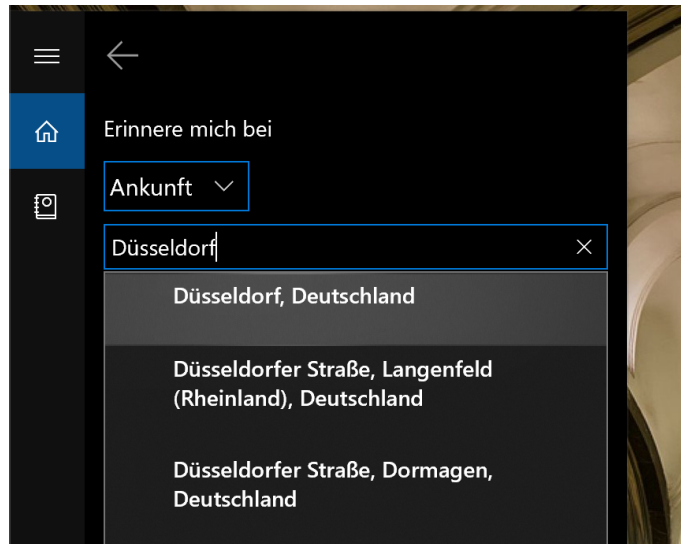 Erinnere mich bei
Ankunft
Düsseldorf
Düsseldorf, Deutschland
Düsseldorfer Straße, Langenfeld
(Rheinland), Deutschland
Düsseldorfer Straße, Dormagen,
Deutschland